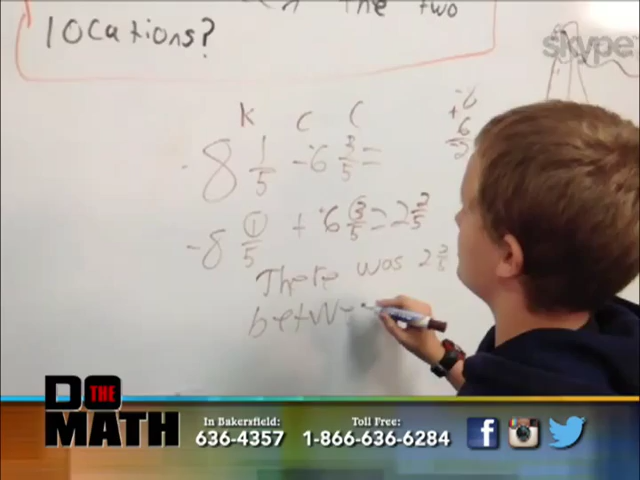 the two
locations?
skype
K C C
- 8 1/5 - 6 3/5 =
- 8 1/5 + 6 3/5 = 2 2/5
There was 2 2/5
betwe
DO THE MATH
In Bakersfield: 636-4357
Toll Free: 1-866-636-6284